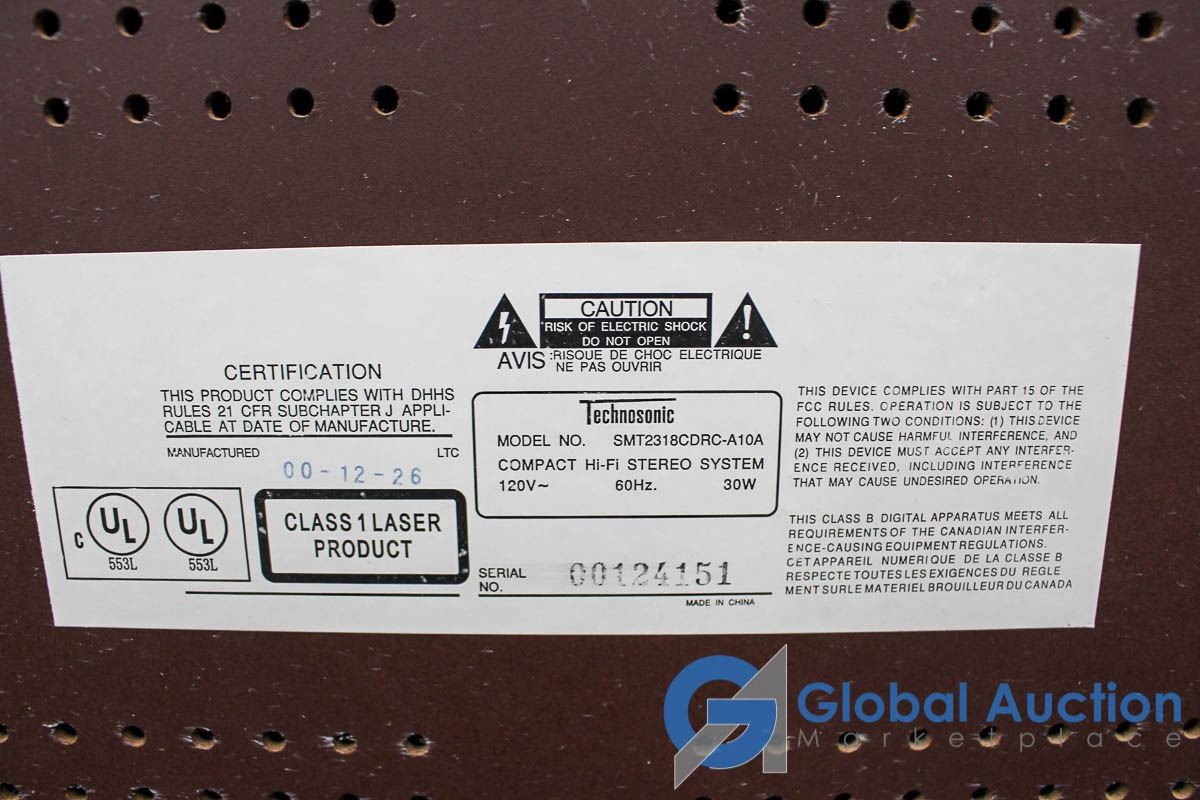 CAUTION
RISK OF ELECTRIC SHOCK
DO NOT OPEN
AVIS :RISQUE DE CHOC ELECTRIQUE
NE PAS OUVRIR
CERTIFICATION
THIS PRODUCT COMPLIES WITH DHHS
RULES 21 CFR SUBCHAPTER J APPLI-
CABLE AT DATE OF MANUFACTURE.
MANUFACTURED LTC
00-12-26
C UL UL
553L 553L
CLASS 1 LASER
PRODUCT
Technosonic
MODEL NO. SMT2318CDRC-A10A
COMPACT Hi-Fi STEREO SYSTEM
120V~ 60Hz. 30W
SERIAL
NO. 00124151
MADE IN CHINA
THIS DEVICE COMPLIES WITH PART 15 OF THE
FCC RULES. OPERATION IS SUBJECT TO THE
FOLLOWING TWO CONDITIONS: (1) THIS DEVICE
MAY NOT CAUSE HARMFUL INTERFERENCE, AND
(2) THIS DEVICE MUST ACCEPT ANY INTERFER-
ENCE RECEIVED, INCLUDING INTERFERENCE
THAT MAY CAUSE UNDESIRED OPERATION.
THIS CLASS B DIGITAL APPARATUS MEETS ALL
REQUIREMENTS OF THE CANADIAN INTERFER-
ENCE-CAUSING EQUIPMENT REGULATIONS.
CET APPAREIL NUMERIQUE DE LA CLASSE B
RESPECTE TOUTES LES EXIGENCES DU REGLE
MENT SUR LE MATERIEL BROUILLEUR DU CANADA
GA Global Auction
Marketplace